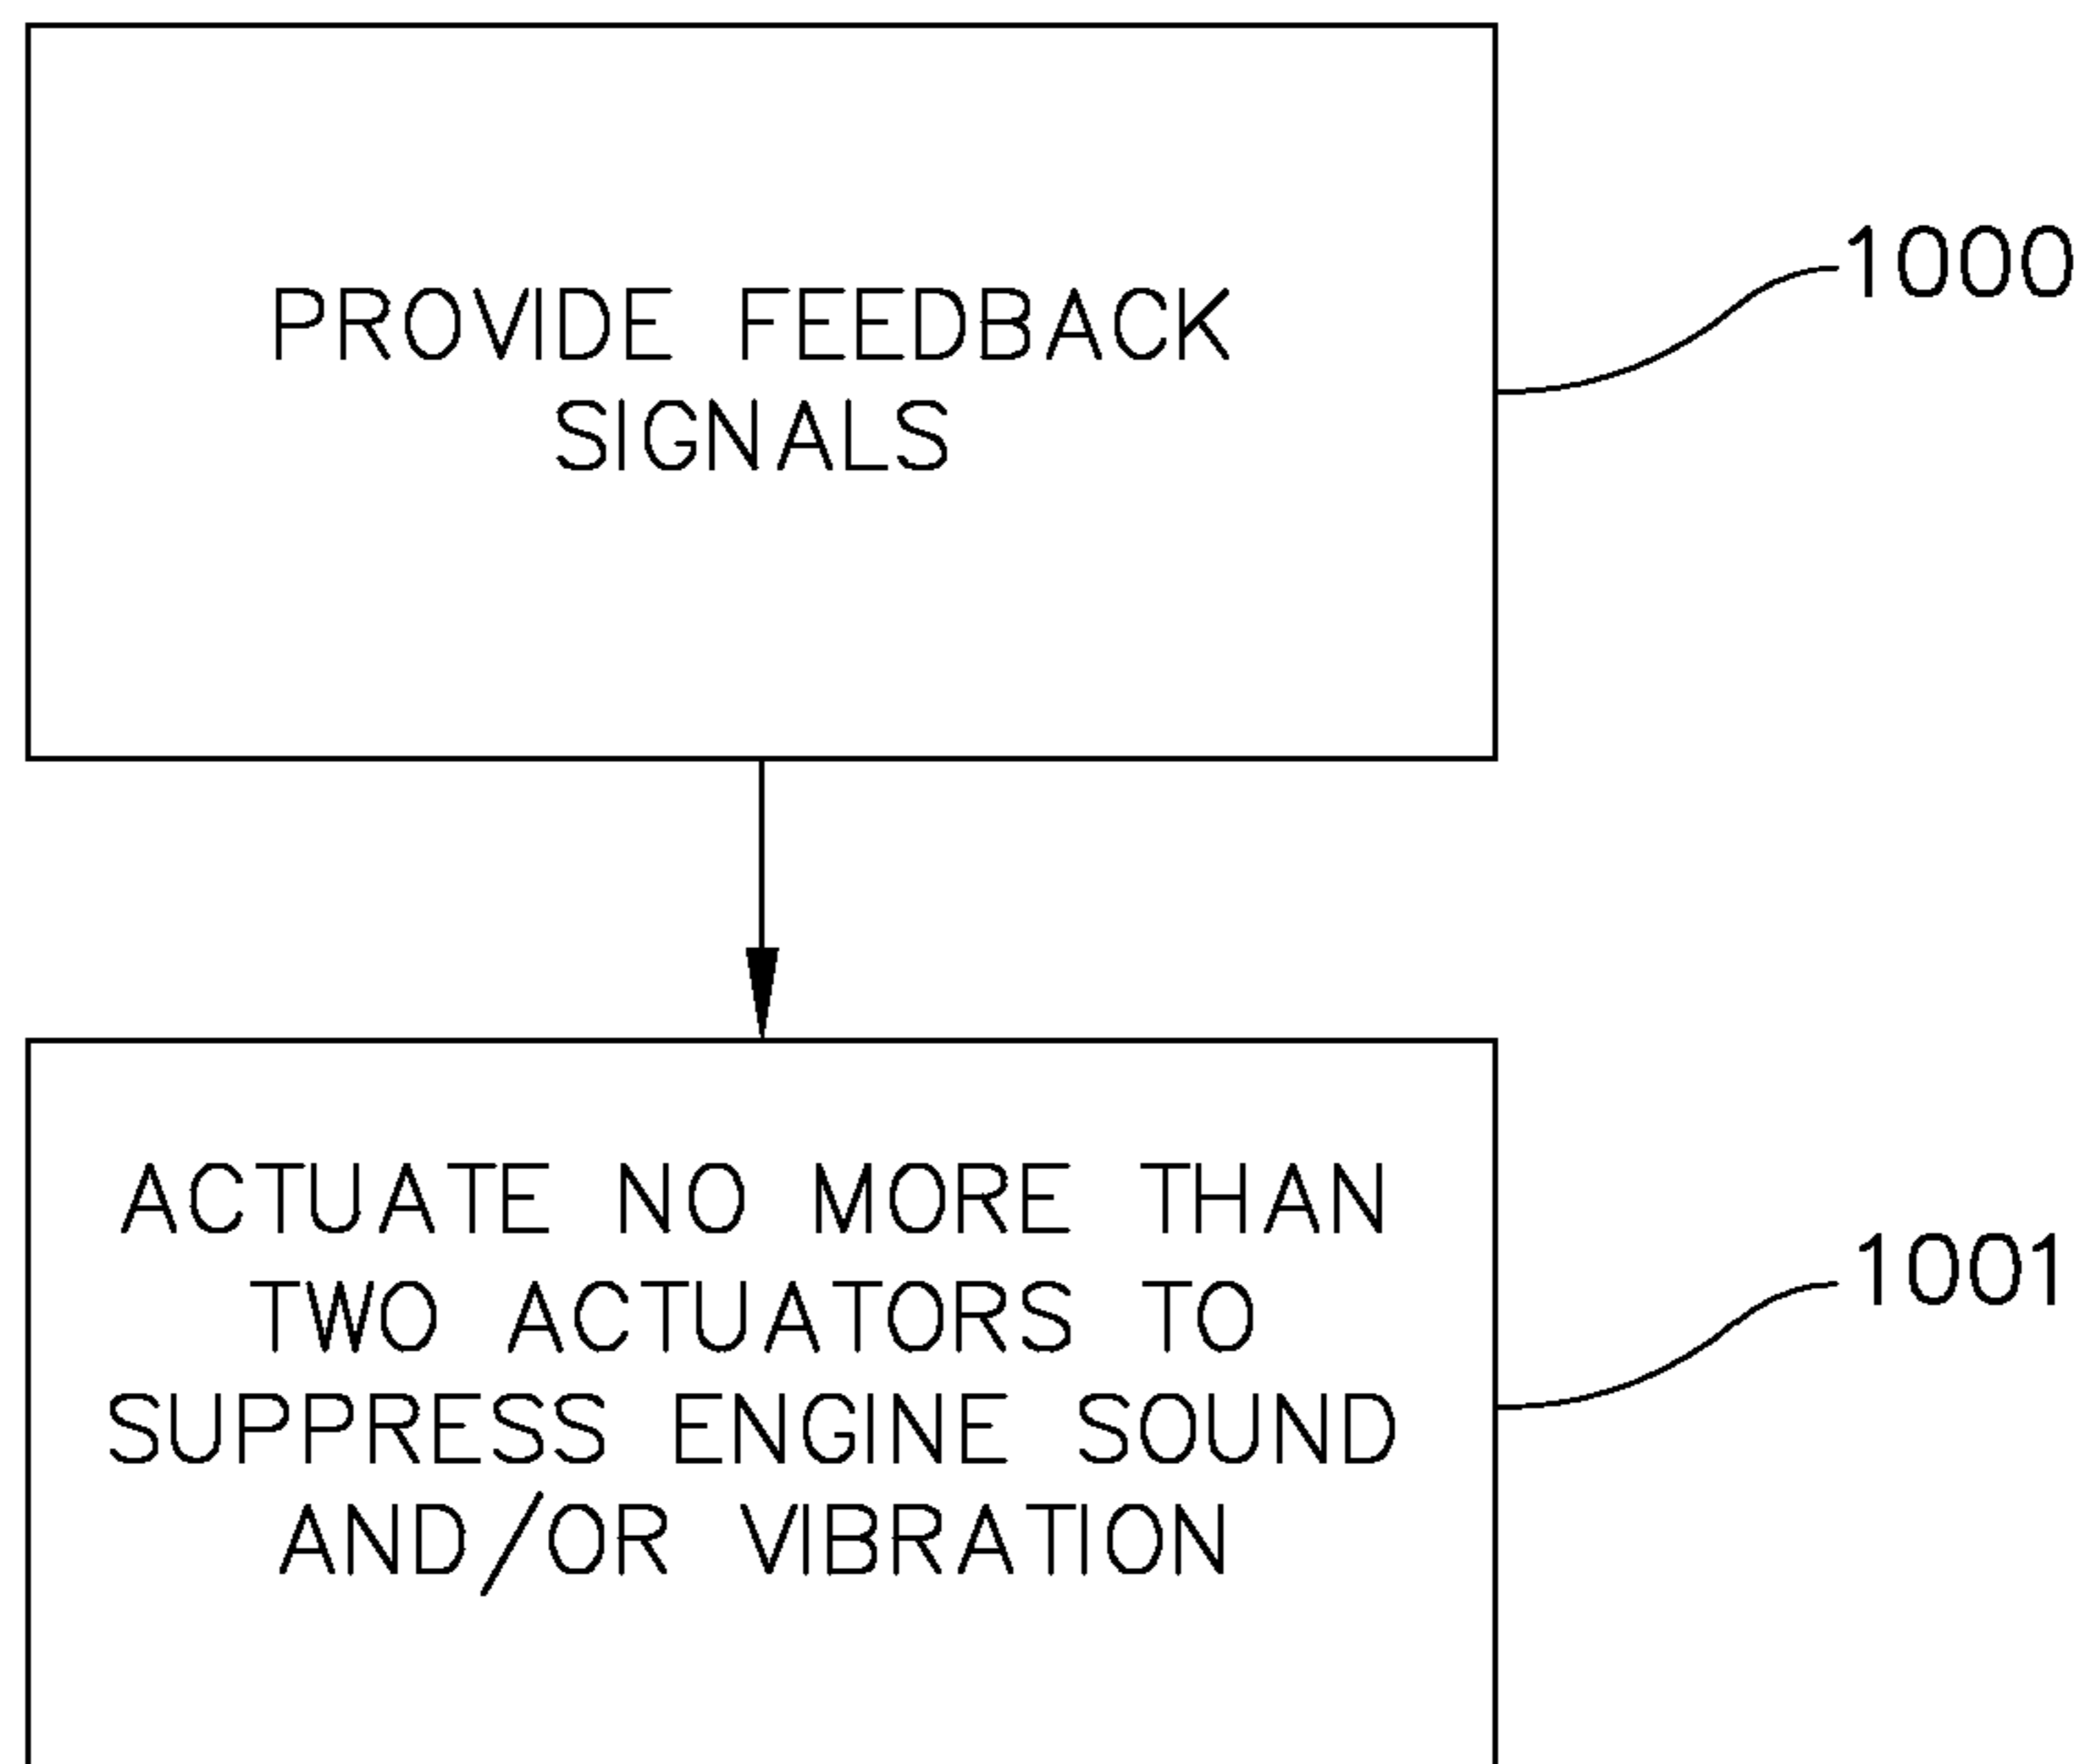 PROVIDE FEEDBACK
SIGNALS
1000
ACTUATE NO MORE THAN
TWO ACTUATORS TO
SUPPRESS ENGINE SOUND
AND/OR VIBRATION
1001